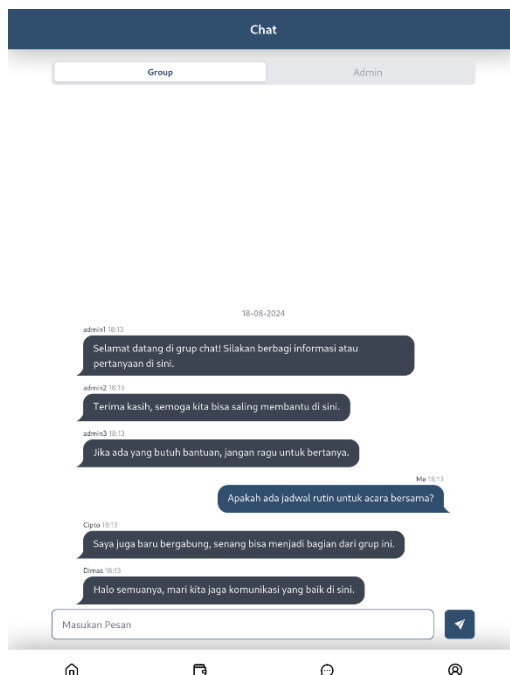 Chat
Group
Admin
18-08-2024
admin1 18:13
Selamat datang di grup chat! Silakan berbagi informasi atau
pertanyaan di sini.
admin2 18:13
Terima kasih, semoga kita bisa saling membantu di sini.
admin3 18:13
Jika ada yang butuh bantuan, jangan ragu untuk bertanya.
Me 18:13
Apakah ada jadwal rutin untuk acara bersama?
Cipto 18:13
Saya juga baru bergabung, senang bisa menjadi bagian dari grup ini.
Dimas 18:13
Halo semuanya, mari kita jaga komunikasi yang baik di sini.
Masukan Pesan